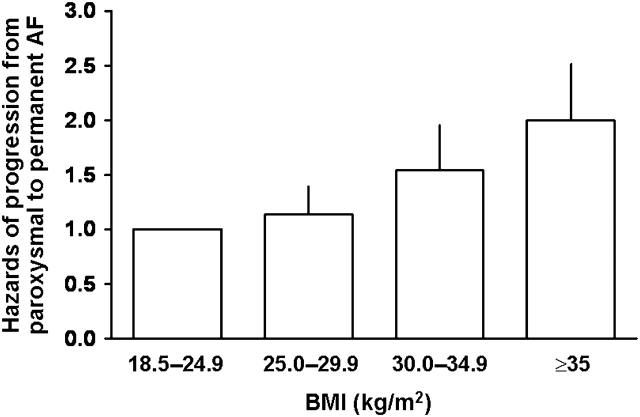 Hazards of progression from
paroxysmal to permanent AF
3.0
2.5
2.0
1.5
1.0
0.5
0.0
18.5–24.9 25.0–29.9 30.0–34.9 ≥35
BMI (kg/m²)